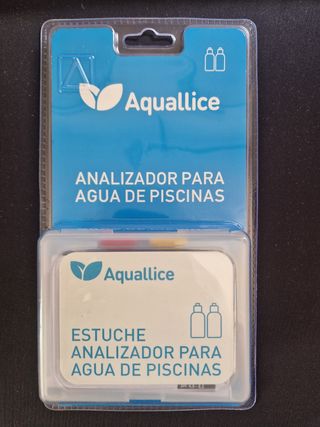 Aquallice
ANALIZADOR PARA
AGUA DE PISCINAS
Aquallice
ESTUCHE
ANALIZADOR PARA
AGUA DE PISCINAS